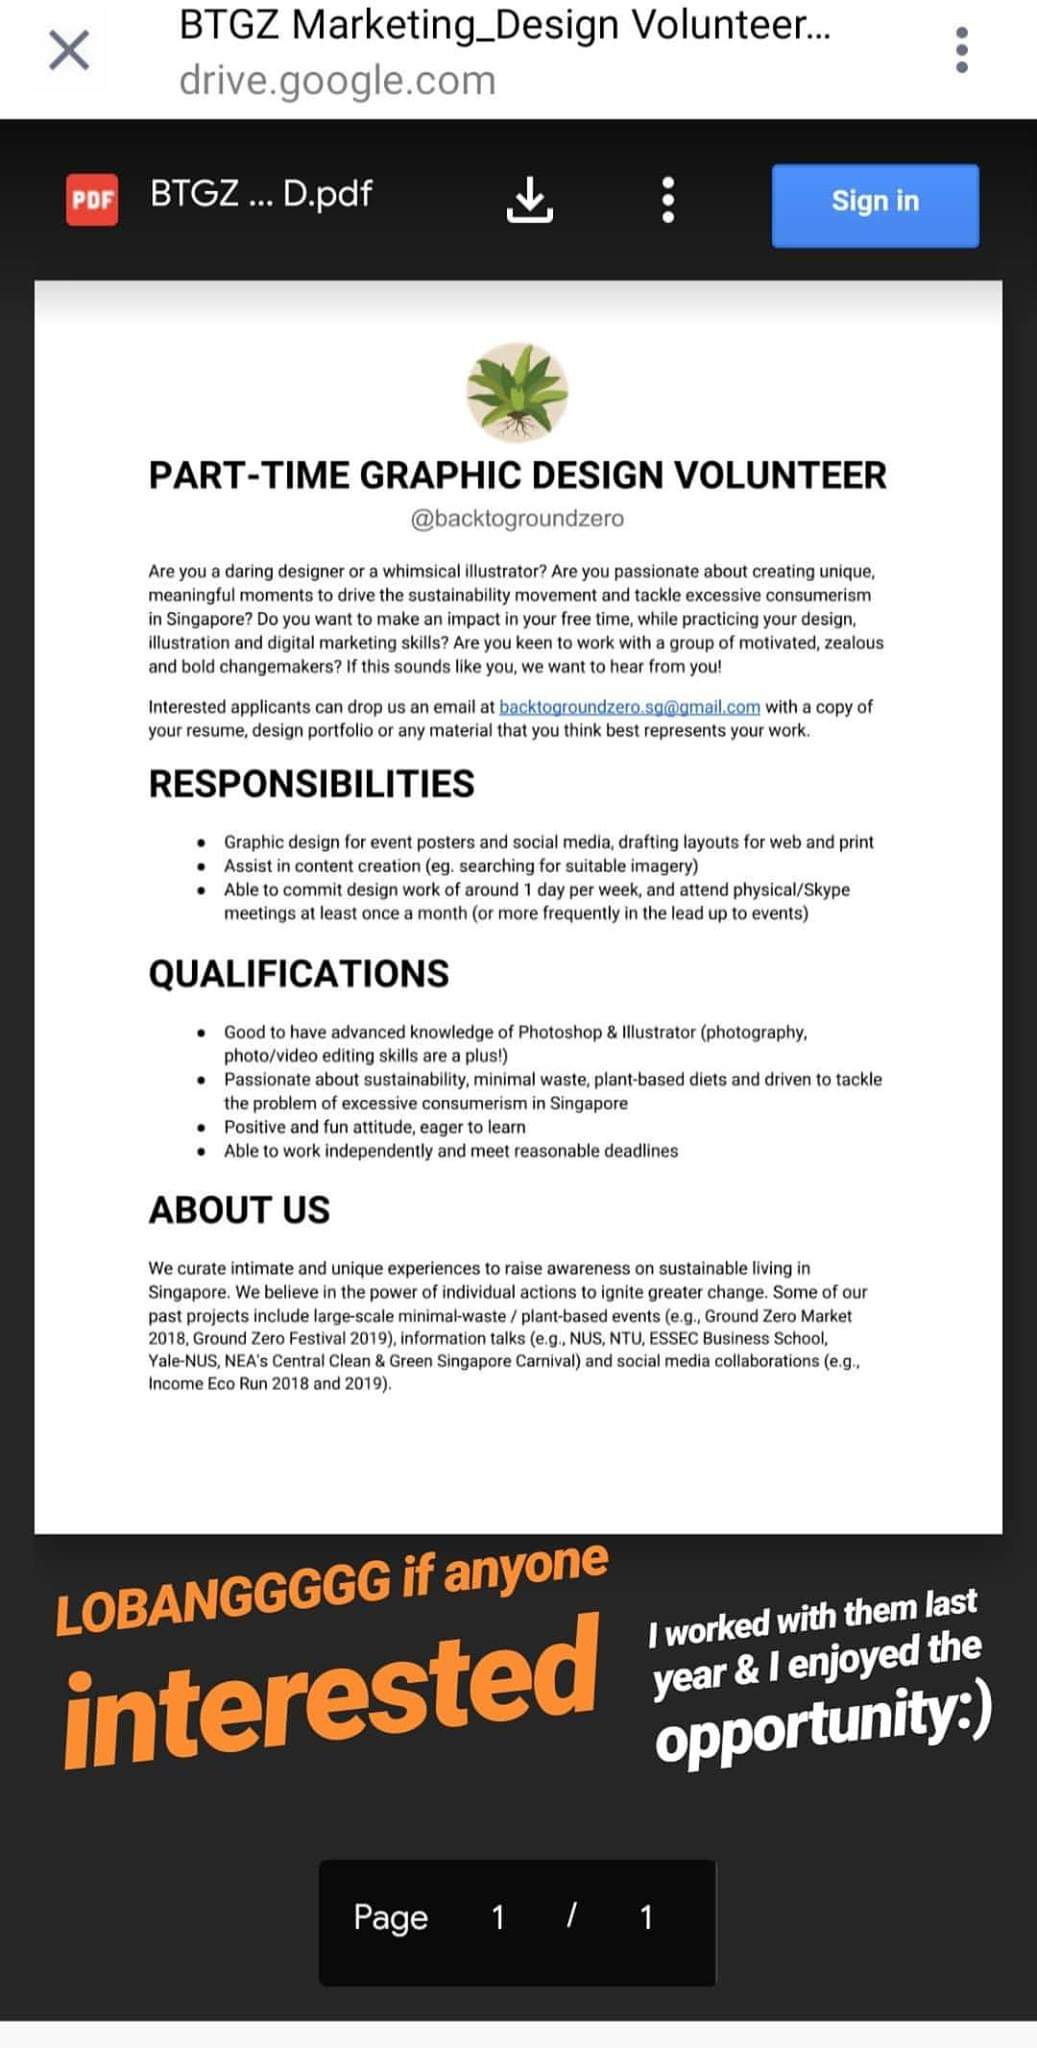 BTGZ Marketing_Design Volunteer...
drive.google.com
PDF
BTGZ ... D.pdf
Sign in
PART-TIME GRAPHIC DESIGN VOLUNTEER
@backtogroundzero
Are you a daring designer or a whimsical illustrator? Are you passionate about creating unique,
meaningful moments to drive the sustainability movement and tackle excessive consumerism
in Singapore? Do you want to make an impact in your free time, while practicing your design,
illustration and digital marketing skills? Are you keen to work with a group of motivated, zealous
and bold changemakers? If this sounds like you, we want to hear from you!
Interested applicants can drop us an email at backtogroundzero.sg@gmail.com with a copy of
your resume, design portfolio or any material that you think best represents your work.
RESPONSIBILITIES
• Graphic design for event posters and social media, drafting layouts for web and print
• Assist in content creation (eg. searching for suitable imagery)
• Able to commit design work of around 1 day per week, and attend physical/Skype
meetings at least once a month (or more frequently in the lead up to events)
QUALIFICATIONS
• Good to have advanced knowledge of Photoshop & Illustrator (photography,
photo/video editing skills are a plus!)
• Passionate about sustainability, minimal waste, plant-based diets and driven to tackle
the problem of excessive consumerism in Singapore
• Positive and fun attitude, eager to learn
• Able to work independently and meet reasonable deadlines
ABOUT US
We curate intimate and unique experiences to raise awareness on sustainable living in
Singapore. We believe in the power of individual actions to ignite greater change. Some of our
past projects include large-scale minimal-waste / plant-based events (e.g., Ground Zero Market
2018, Ground Zero Festival 2019), information talks (e.g., NUS, NTU, ESSEC Business School,
Yale-NUS, NEA's Central Clean & Green Singapore Carnival) and social media collaborations (e.g.,
Income Eco Run 2018 and 2019).
LOBANGGGGG if anyone
interested
I worked with them last
year & I enjoyed the
opportunity:)
Page 1 / 1